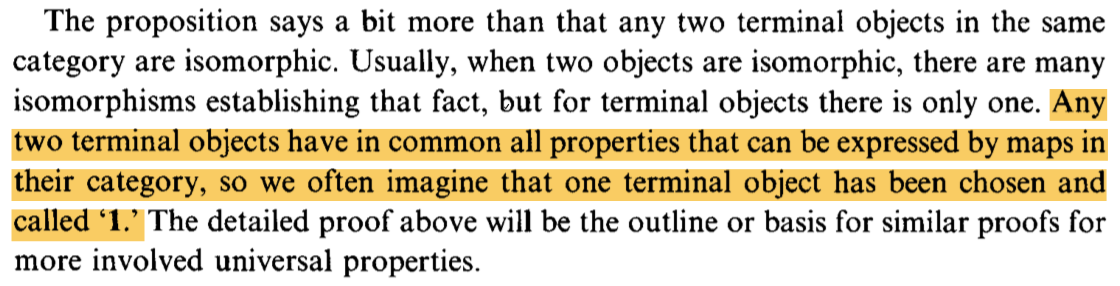 The proposition says a bit more than that any two terminal objects in the same
category are isomorphic. Usually, when two objects are isomorphic, there are many
isomorphisms establishing that fact, but for terminal objects there is only one. Any
two terminal objects have in common all properties that can be expressed by maps in
their category, so we often imagine that one terminal object has been chosen and
called ‘1.’ The detailed proof above will be the outline or basis for similar proofs for
more involved universal properties.